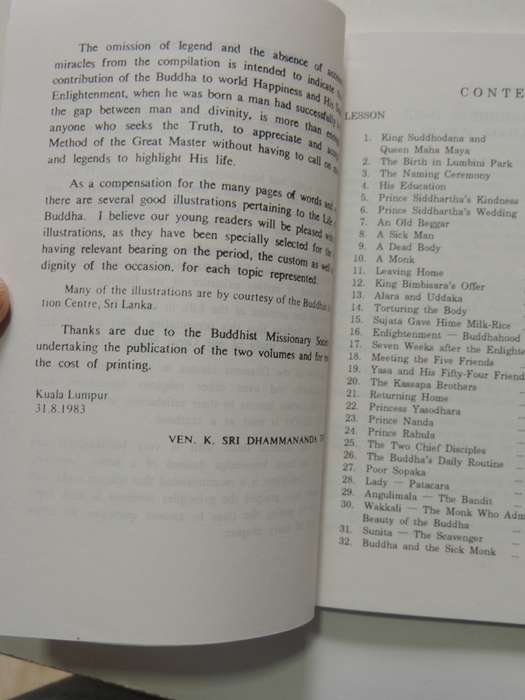 The omission of legend and the absence of
miracles from the compilation is intended to indicate
contribution of the Buddha to world Happiness and His
Enlightenment, when he was born a man had successfully
the gap between man and divinity, is more than
anyone who seeks the Truth, to appreciate and
Method of the Great Master without having to call on
and legends to highlight His life.
As a compensation for the many pages of words and
there are several good illustrations pertaining to the Life
Buddha. I believe our young readers will be pleased with
illustrations, as they have been specially selected for the
having relevant bearing on the period, the custom as well
dignity of the occasion, for each topic represented.
Many of the illustrations are by courtesy of the Buddhist
tion Centre, Sri Lanka.
Thanks are due to the Buddhist Missionary
undertaking the publication of the two volumes and for
the cost of printing.
Kuala Lumpur
31.8.1983
VEN. K. SRI DHAMMANANDA
CONTE
LESSON
1. King Suddhodana and
Queen Maha Maya
2. The Birth in Lumbini Park
3. The Naming Ceremony
4. His Education
5. Prince Siddhartha's Kindness
6. Prince Siddhartha's Wedding
7. An Old Beggar
8. A Sick Man
9. A Dead Body
10. A Monk
11. Leaving Home
12. King Bimbisara's Offer
13. Alara and Uddaka
14. Torturing the Body
15. Sujata Gave Hime Milk-Rice
16. Enlightenment — Buddhahood
17. Seven Weeks after the Enlighte
18. Meeting the Five Friends
19. Yasa and His Fifty-Four Friend
20. The Kassapa Brothers
21. Returning Home
22. Princess Yasodhara
23. Prince Nanda
24. Prince Rahula
25. The Two Chief Disciples
26. The Buddha's Daily Routine
27. Poor Sopaka
28. Lady — Patacara
29. Angulimala — The Bandit
30. Wakkali — The Monk Who Adm
Beauty of the Buddha
31. Sunita — The Scavenger
32. Buddha and the Sick Monk